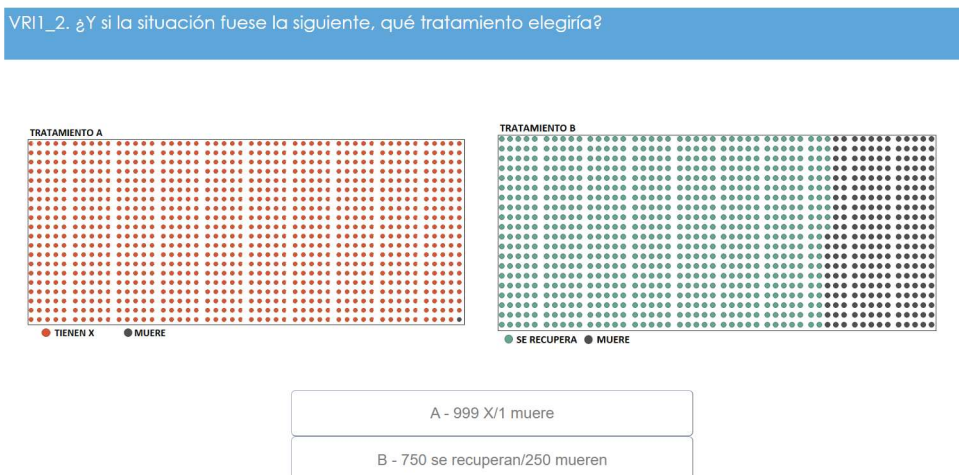 VRI1_2. ¿Y si la situación fuese la siguiente, qué tratamiento elegiría?
TRATAMIENTO A
TIENEN X MUERE
TRATAMIENTO B
SE RECUPERA MUERE
A - 999 X/1 muere
B - 750 se recuperan/250 mueren